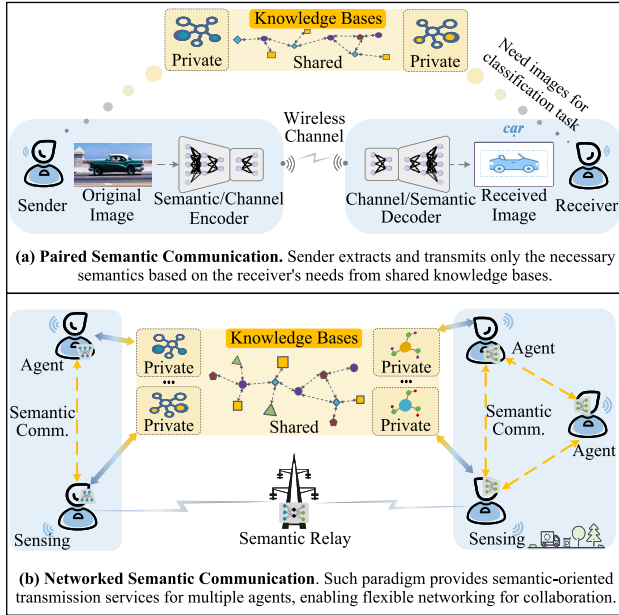 Knowledge Bases
Private
Shared
Private
Need images for
classification task
Wireless
Channel
car
Sender
Original
Image
Semantic/Channel
Encoder
Channel/Semantic
Decoder
Received
Image
Receiver
(a) Paired Semantic Communication. Sender extracts and transmits only the necessary
semantics based on the receiver's needs from shared knowledge bases.
Knowledge Bases
Agent
Private
Private
Agent
...
...
Semantic
Comm.
Private
Shared
Private
Semantic
Comm.
Agent
Sensing
Semantic Relay
Sensing
(b) Networked Semantic Communication. Such paradigm provides semantic-oriented
transmission services for multiple agents, enabling flexible networking for collaboration.